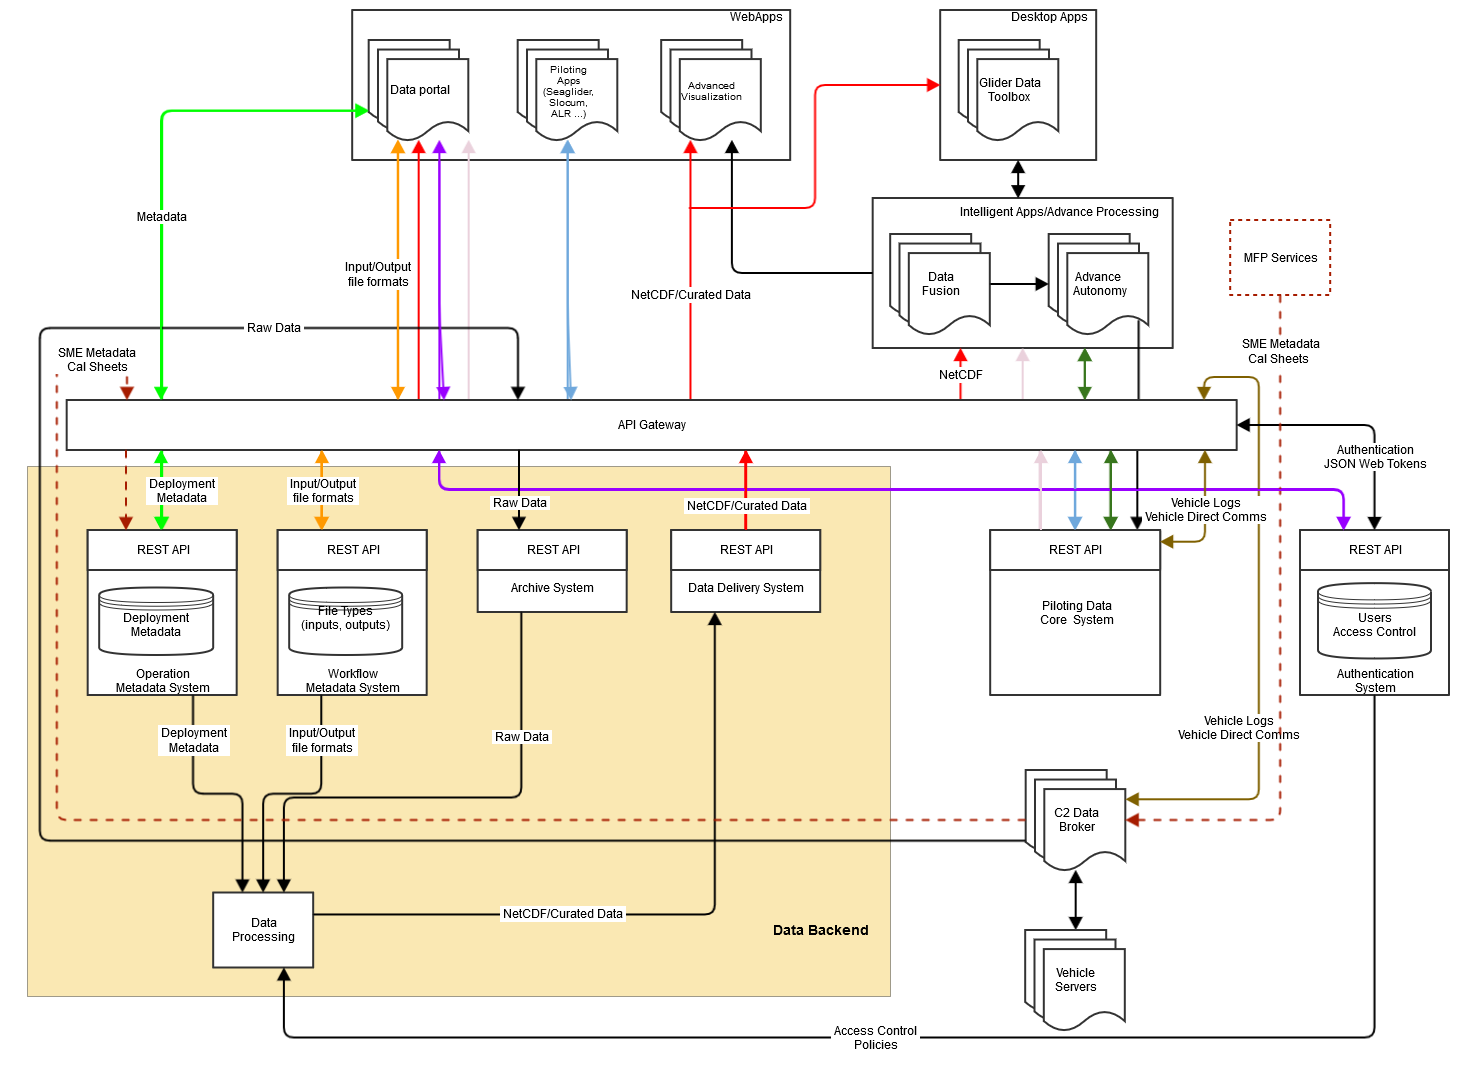 WebApps
Desktop Apps
Data portal
Piloting
Apps
(Seaglider,
Slocum,
ALR ...)
Advanced
Visualization
Glider Data
Toolbox
Metadata
Intelligent Apps/Advance Processing
Data
Fusion
Advance
Autonomy
MFP Services
Input/Output
file formats
NetCDF/Curated Data
Raw Data
SME Metadata
Cal Sheets
SME Metadata
Cal Sheets
NetCDF
API Gateway
Authentication
JSON Web Tokens
Deployment
Metadata
Input/Output
file formats
Raw Data
NetCDF/Curated Data
Vehicle Logs
Vehicle Direct Comms
REST API
REST API
REST API
REST API
REST API
REST API
Archive System
Data Delivery System
Deployment
Metadata
File Types
(inputs, outputs)
Piloting Data
Core System
Users
Access Control
Operation
Metadata System
Workflow
Metadata System
Authentication
System
Deployment
Metadata
Input/Output
file formats
Raw Data
Vehicle Logs
Vehicle Direct Comms
C2 Data
Broker
Data
Processing
NetCDF/Curated Data
Data Backend
Vehicle
Servers
Access Control
Policies